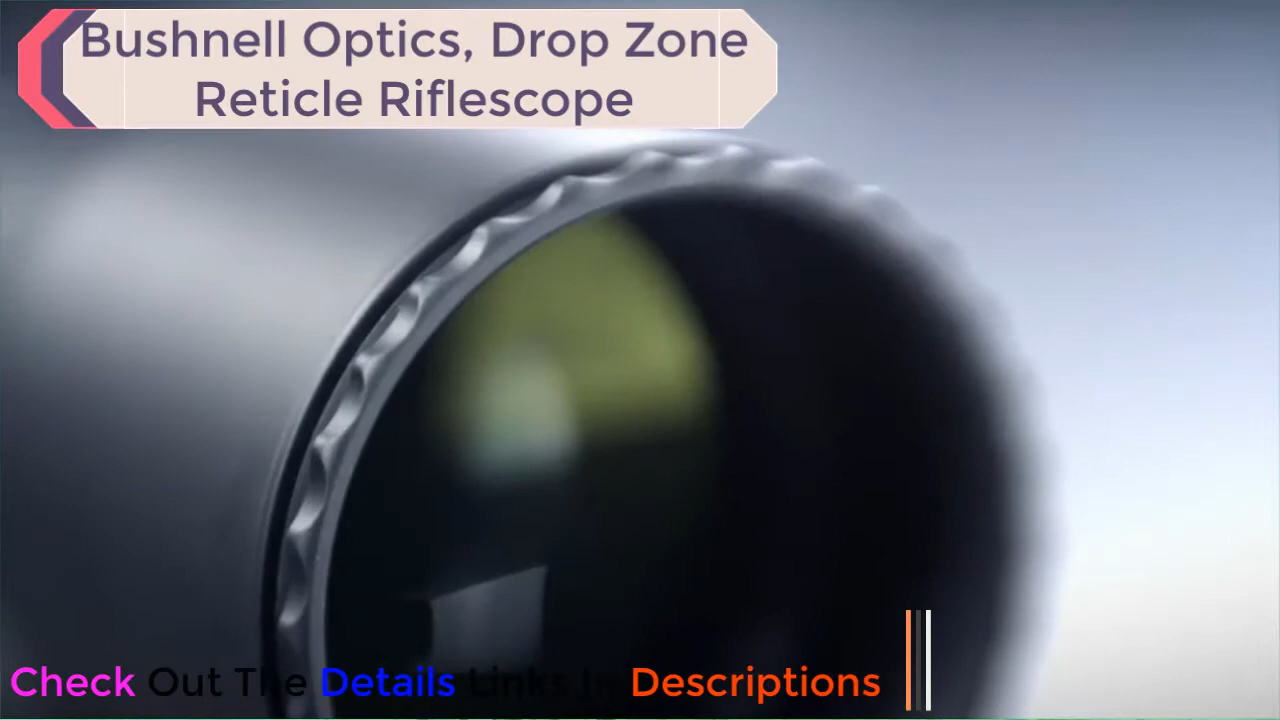 Bushnell Optics, Drop Zone
Reticle Riflescope
Check Out The Details Links In Descriptions